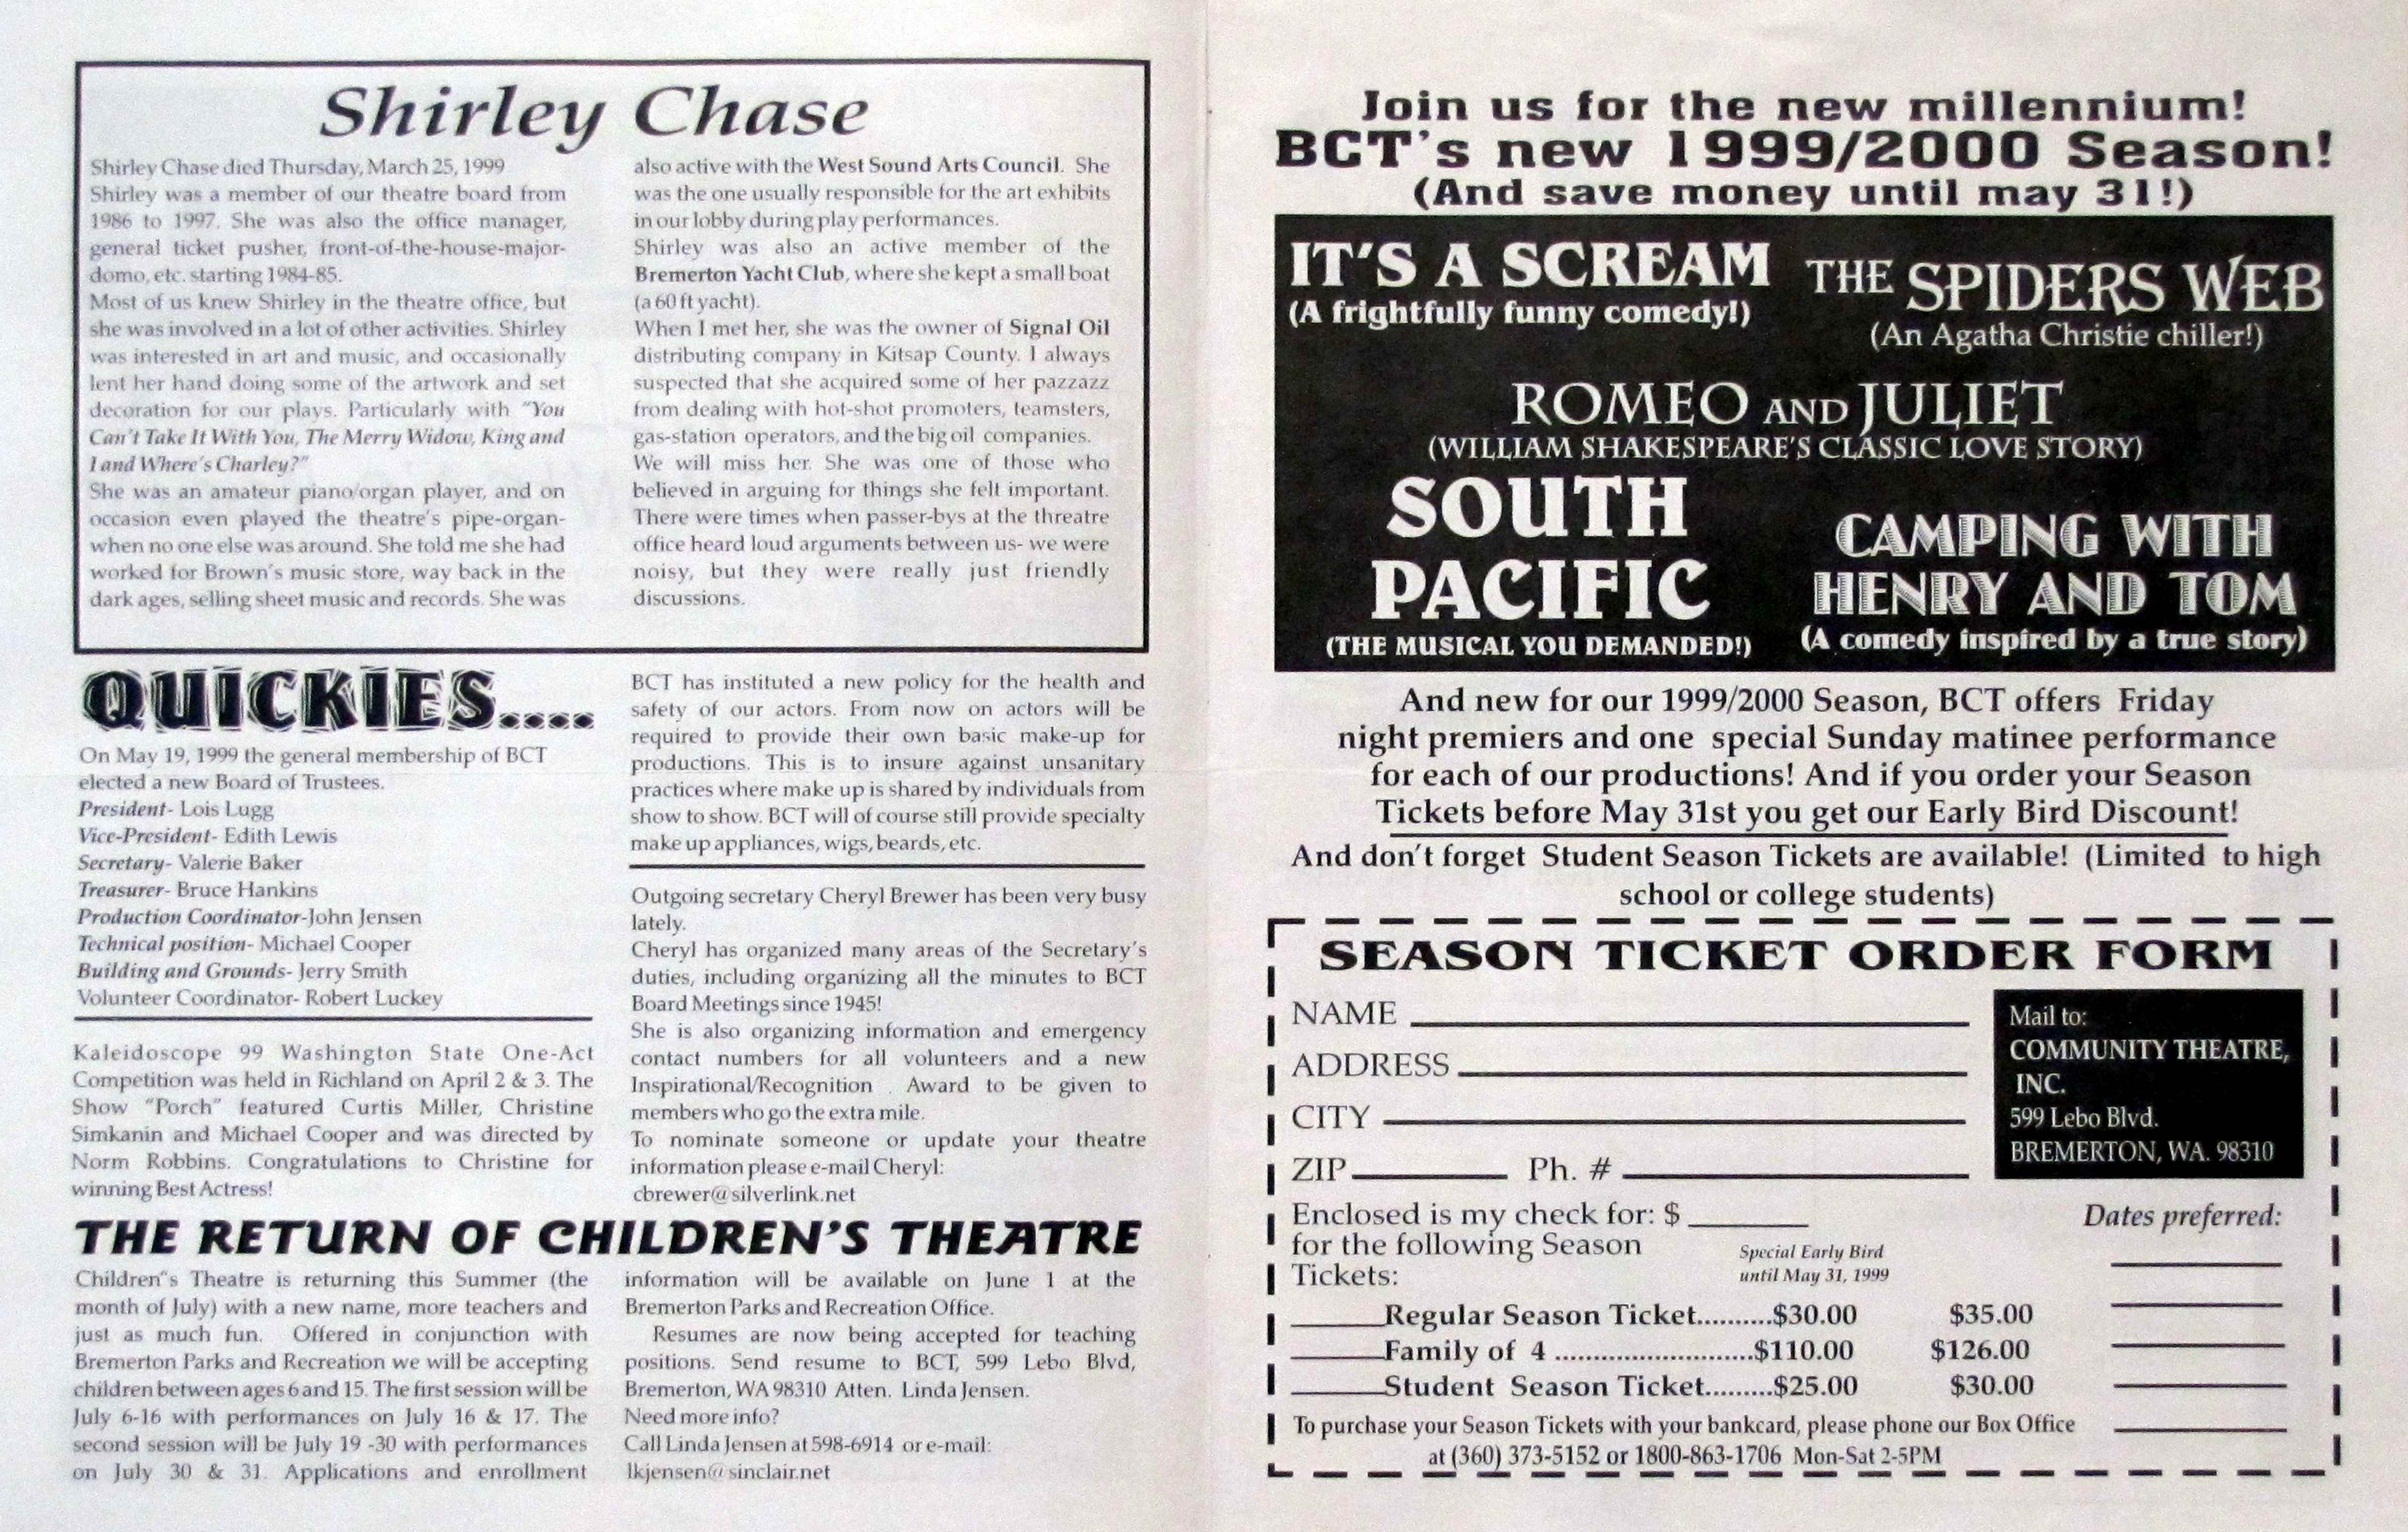 Shirley Chase
Shirley Chase died Thursday, March 25, 1999
Shirley was a member of our theatre board from
1986 to 1997. She was also the office manager,
general ticket pusher, front-of-the-house-major-
domo, etc. starting 1984-85.
Most of us knew Shirley in the theatre office, but
she was involved in a lot of other activities. Shirley
was interested in art and music, and occasionally
lent her hand doing some of the artwork and set
decoration for our plays. Particularly with "You
Can't Take It With You, The Merry Widow, King and
I and Where's Charley?"
She was an amateur piano/organ player, and on
occasion even played the theatre's pipe-organ-
when no one else was around. She told me she had
worked for Brown's music store, way back in the
dark ages, selling sheet music and records. She was
also active with the West Sound Arts Council. She
was the one usually responsible for the art exhibits
in our lobby during play performances.
Shirley was also an active member of the
Bremerton Yacht Club, where she kept a small boat
(a 60 ft yacht).
When I met her, she was the owner of Signal Oil
distributing company in Kitsap County. I always
suspected that she acquired some of her pazzazz
from dealing with hot-shot promoters, teamsters,
gas-station operators, and the big oil companies.
We will miss her. She was one of those who
believed in arguing for things she felt important.
There were times when passer-bys at the threatre
office heard loud arguments between us- we were
noisy, but they were really just friendly
discussions.
QUICKIES....
On May 19, 1999 the general membership of BCT
elected a new Board of Trustees.
President- Lois Lugg
Vice-President- Edith Lewis
Secretary- Valerie Baker
Treasurer- Bruce Hankins
Production Coordinator-John Jensen
Technical position- Michael Cooper
Building and Grounds- Jerry Smith
Volunteer Coordinator- Robert Luckey
Kaleidoscope 99 Washington State One-Act
Competition was held in Richland on April 2 & 3. The
Show "Porch" featured Curtis Miller, Christine
Simkanin and Michael Cooper and was directed by
Norm Robbins. Congratulations to Christine for
winning Best Actress!
BCT has instituted a new policy for the health and
safety of our actors. From now on actors will be
required to provide their own basic make-up for
productions. This is to insure against unsanitary
practices where make up is shared by individuals from
show to show. BCT will of course still provide specialty
make up appliances, wigs, beards, etc.
Outgoing secretary Cheryl Brewer has been very busy
lately.
Cheryl has organized many areas of the Secretary's
duties, including organizing all the minutes to BCT
Board Meetings since 1945!
She is also organizing information and emergency
contact numbers for all volunteers and a new
Inspirational/Recognition . Award to be given to
members who go the extra mile.
To nominate someone or update your theatre
information please e-mail Cheryl:
cbrewer@silverlink.net
THE RETURN OF CHILDREN'S THEATRE
Children"s Theatre is returning this Summer (the
month of July) with a new name, more teachers and
just as much fun. Offered in conjunction with
Bremerton Parks and Recreation we will be accepting
children between ages 6 and 15. The first session will be
July 6-16 with performances on July 16 & 17. The
second session will be July 19 -30 with performances
on July 30 & 31. Applications and enrollment
information will be available on June 1 at the
Bremerton Parks and Recreation Office.
Resumes are now being accepted for teaching
positions. Send resume to BCT, 599 Lebo Blvd,
Bremerton, WA 98310 Atten. Linda Jensen.
Need more info?
Call Linda Jensen at 598-6914 or e-mail:
lkjensen@sinclair.net
Join us for the new millennium!
BCT's new 1999/2000 Season!
(And save money until may 31!)
IT'S A SCREAM
(A frightfully funny comedy!)
THE SPIDERS WEB
(An Agatha Christie chiller!)
ROMEO AND JULIET
(WILLIAM SHAKESPEARE'S CLASSIC LOVE STORY)
SOUTH
PACIFIC
(THE MUSICAL YOU DEMANDED!)
CAMPING WITH
HENRY AND TOM
(A comedy inspired by a true story)
And new for our 1999/2000 Season, BCT offers Friday
night premiers and one special Sunday matinee performance
for each of our productions! And if you order your Season
Tickets before May 31st you get our Early Bird Discount!
And don't forget Student Season Tickets are available! (Limited to high
school or college students)
SEASON TICKET ORDER FORM
NAME
ADDRESS
CITY
ZIP Ph. #
Mail to:
COMMUNITY THEATRE,
INC.
599 Lebo Blvd.
BREMERTON, WA. 98310
Enclosed is my check for: $
for the following Season
Tickets:
Special Early Bird
until May 31, 1999
Dates preferred:
Regular Season Ticket..........$30.00 $35.00
Family of 4 ...........................$110.00 $126.00
Student Season Ticket.........$25.00 $30.00
To purchase your Season Tickets with your bankcard, please phone our Box Office
at (360) 373-5152 or 1800-863-1706 Mon-Sat 2-5PM